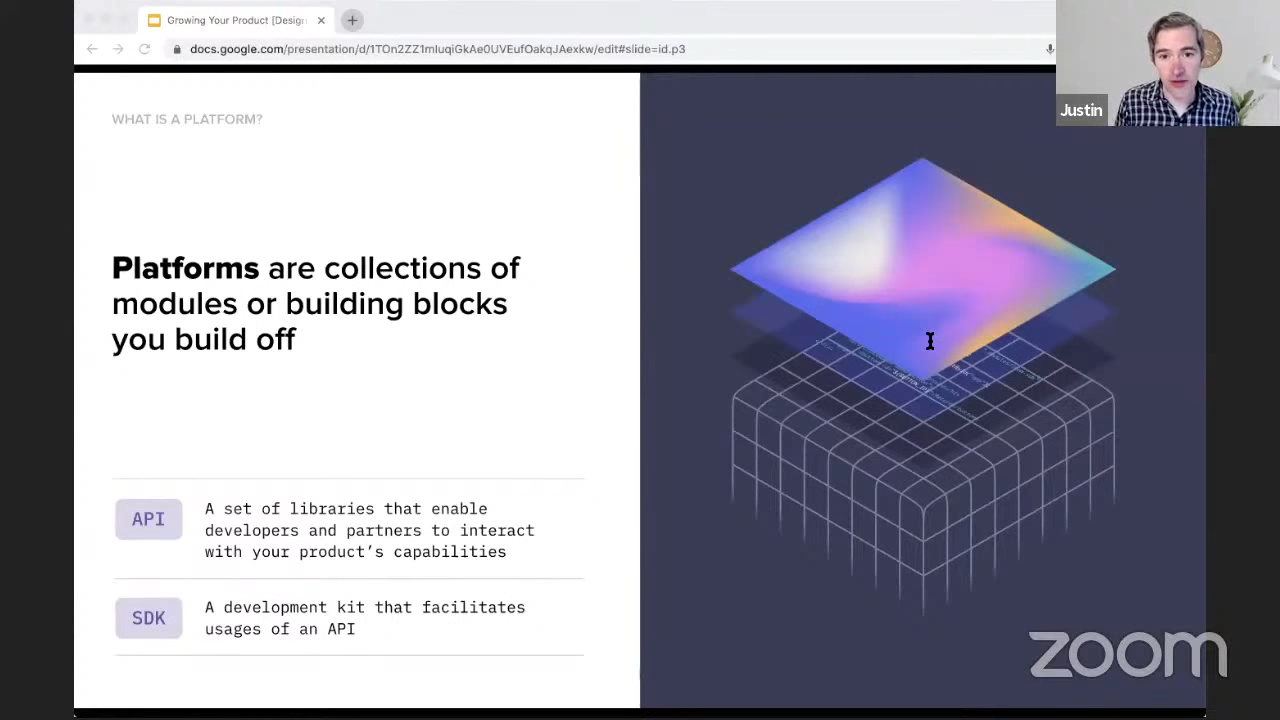 Growing Your Product [Design
docs.google.com/presentation/d/1TOn2ZZ1mIuqiGkAe0UVEufOakqJAexkw/edit#slide=id.p3
Justin
WHAT IS A PLATFORM?
Platforms are collections of
modules or building blocks
you build off
API
A set of libraries that enable
developers and partners to interact
with your product’s capabilities
SDK
A development kit that facilitates
usages of an API
zoom